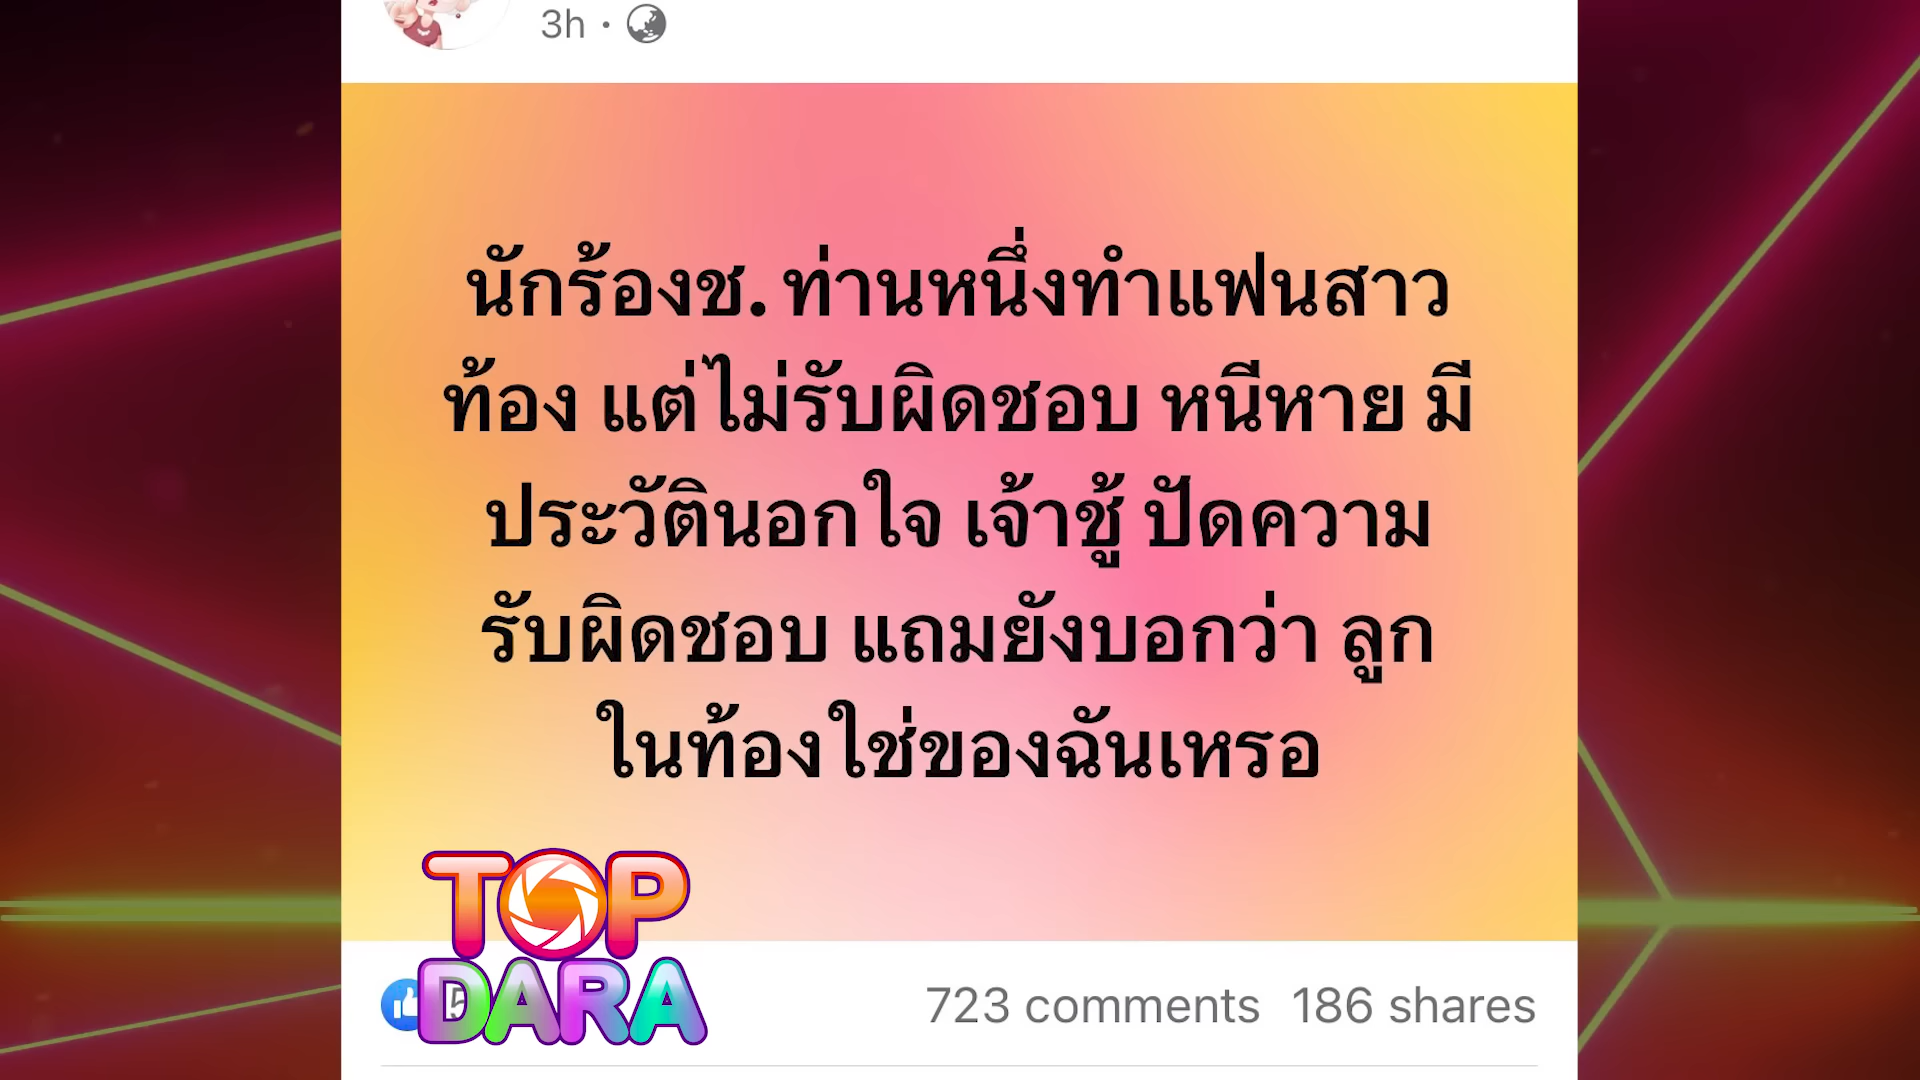 3h ·
นักร้องช. ท่านหนึ่งทำแฟนสาว
ท้อง แต่ไม่รับผิดชอบ หนีหาย มี
ประวัตินอกใจ เจ้าชู้ ปัดความ
รับผิดชอบ แถมยังบอกว่า ลูก
ในท้องใช่ของฉันเหรอ
TOP
DARA
723 comments 186 shares